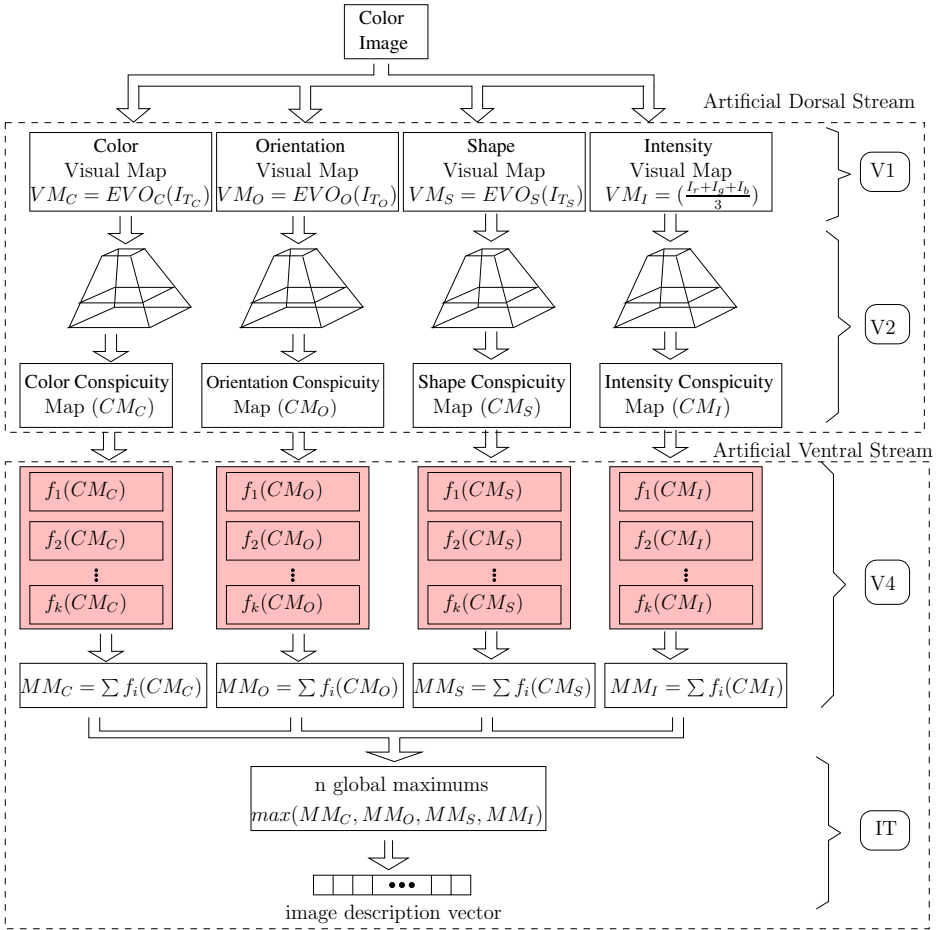 Color
Image
Artificial Dorsal Stream
Color
Visual Map
$VM_C = EVO_C(I_{T_C})$
Orientation
Visual Map
$VM_O = EVO_O(I_{T_O})$
Shape
Visual Map
$VM_S = EVO_S(I_{T_S})$
Intensity
Visual Map
$VM_I = (\frac{I_r+I_g+I_b}{3})$
V1
V2
Color Conspicuity
Map ($CM_C$)
Orientation Conspicuity
Map ($CM_O$)
Shape Conspicuity
Map ($CM_S$)
Intensity Conspicuity
Map ($CM_I$)
Artificial Ventral Stream
$f_1(CM_C)$
$f_2(CM_C)$
⋮
$f_k(CM_C)$
$f_1(CM_O)$
$f_2(CM_O)$
⋮
$f_k(CM_O)$
$f_1(CM_S)$
$f_2(CM_S)$
⋮
$f_k(CM_S)$
$f_1(CM_I)$
$f_2(CM_I)$
⋮
$f_k(CM_I)$
V4
$MM_C = \sum f_i(CM_C)$
$MM_O = \sum f_i(CM_O)$
$MM_S = \sum f_i(CM_S)$
$MM_I = \sum f_i(CM_I)$
n global maximums
$max(MM_C, MM_O, MM_S, MM_I)$
IT
•••
image description vector